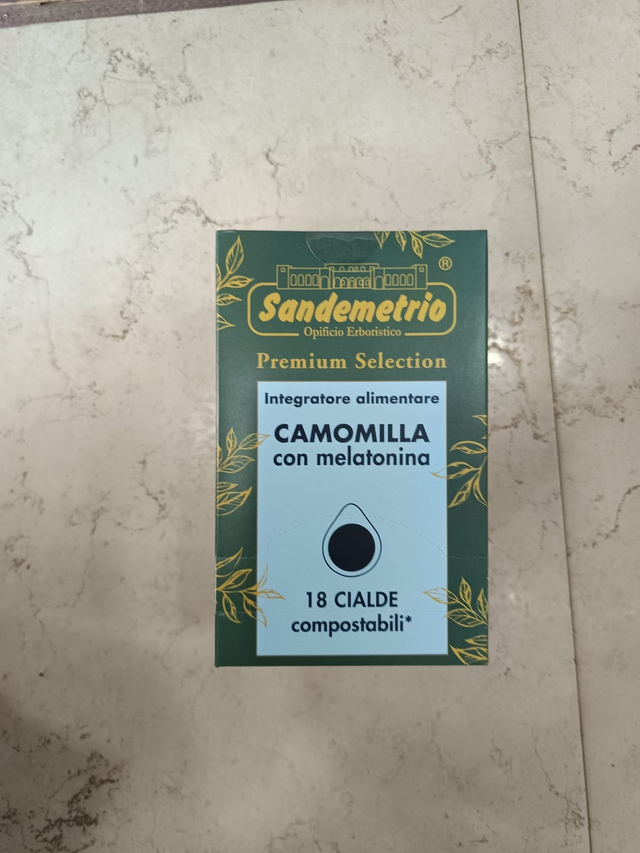 ®
Sandemetrio
Opificio Erboristico
Premium Selection
Integratore alimentare
CAMOMILLA
con melatonina
18 CIALDE
compostabili*